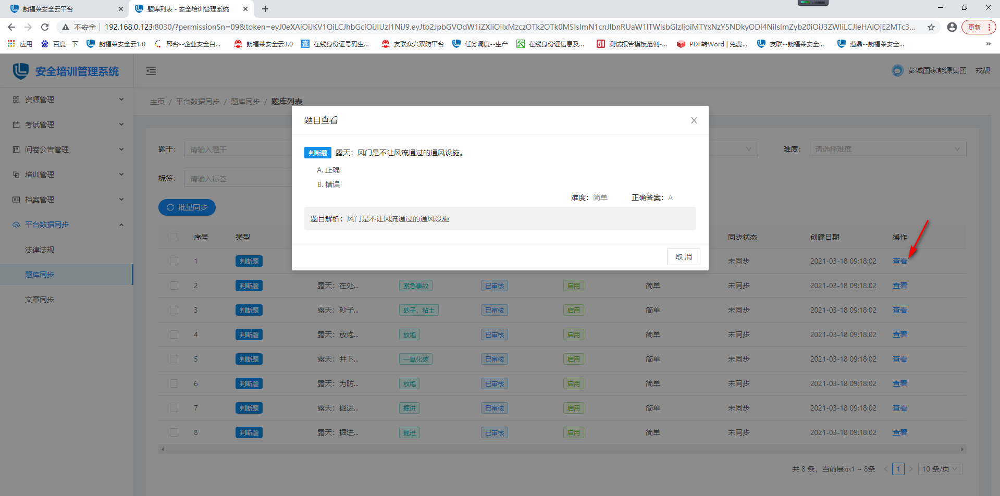 朗福莱安全云平台
题库列表 - 安全培训管理系统
不安全
192.168.0.123:8030/?permissionSn=09&token=
更新
应用
百度一下
朗福莱安全云1.0
邢台--企业安全自...
朗福莱安全云3.0
查
在线身份证号码生...
友联众兴双防平台
任务调度--生产
在线身份证信息及...
51
测试报告模板范例-...
PDF转Word | 免费...
友联--朗福莱安全...
蕴鼎--朗福莱安全...
»
安全培训管理系统
彭城国家能源集团
戎靓
资源管理
考试管理
问卷公告管理
培训管理
档案管理
平台数据同步
法律法规
题库同步
文章同步
主页 / 平台数据同步 / 题库同步 / 题库列表
题干：
请输入题干
难度：
请选择难度
标签：
请输入标签
批量同步
题目查看
X
判断题 露天：风门是不让风流通过的通风设施。
A. 正确
B. 错误
难度：简单 正确答案：A
题目解析：风门是不让风流通过的通风设施
取 消
序号 类型 同步状态 创建日期 操作
1 判断题 未同步 2021-03-18 09:18:02 查看
2 判断题 露天：在处... 紧急事故 已审核 启用 简单 未同步 2021-03-18 09:18:02 查看
3 判断题 露天：砂子... 砂子，粘土 已审核 启用 简单 未同步 2021-03-18 09:18:02 查看
4 判断题 露天：放炮... 放炮 已审核 启用 简单 未同步 2021-03-18 09:18:02 查看
5 判断题 露天：井下... 一氧化碳 已审核 启用 简单 未同步 2021-03-18 09:18:02 查看
6 判断题 露天：为防... 放炮 已审核 启用 简单 未同步 2021-03-18 09:18:02 查看
7 判断题 露天：掘进... 掘进 已审核 启用 简单 未同步 2021-03-18 09:18:02 查看
8 判断题 露天：掘进... 掘进 已审核 启用 简单 未同步 2021-03-18 09:18:02 查看
共 8 条，当前展示1 ~ 8条 < 1 > 10 条/页